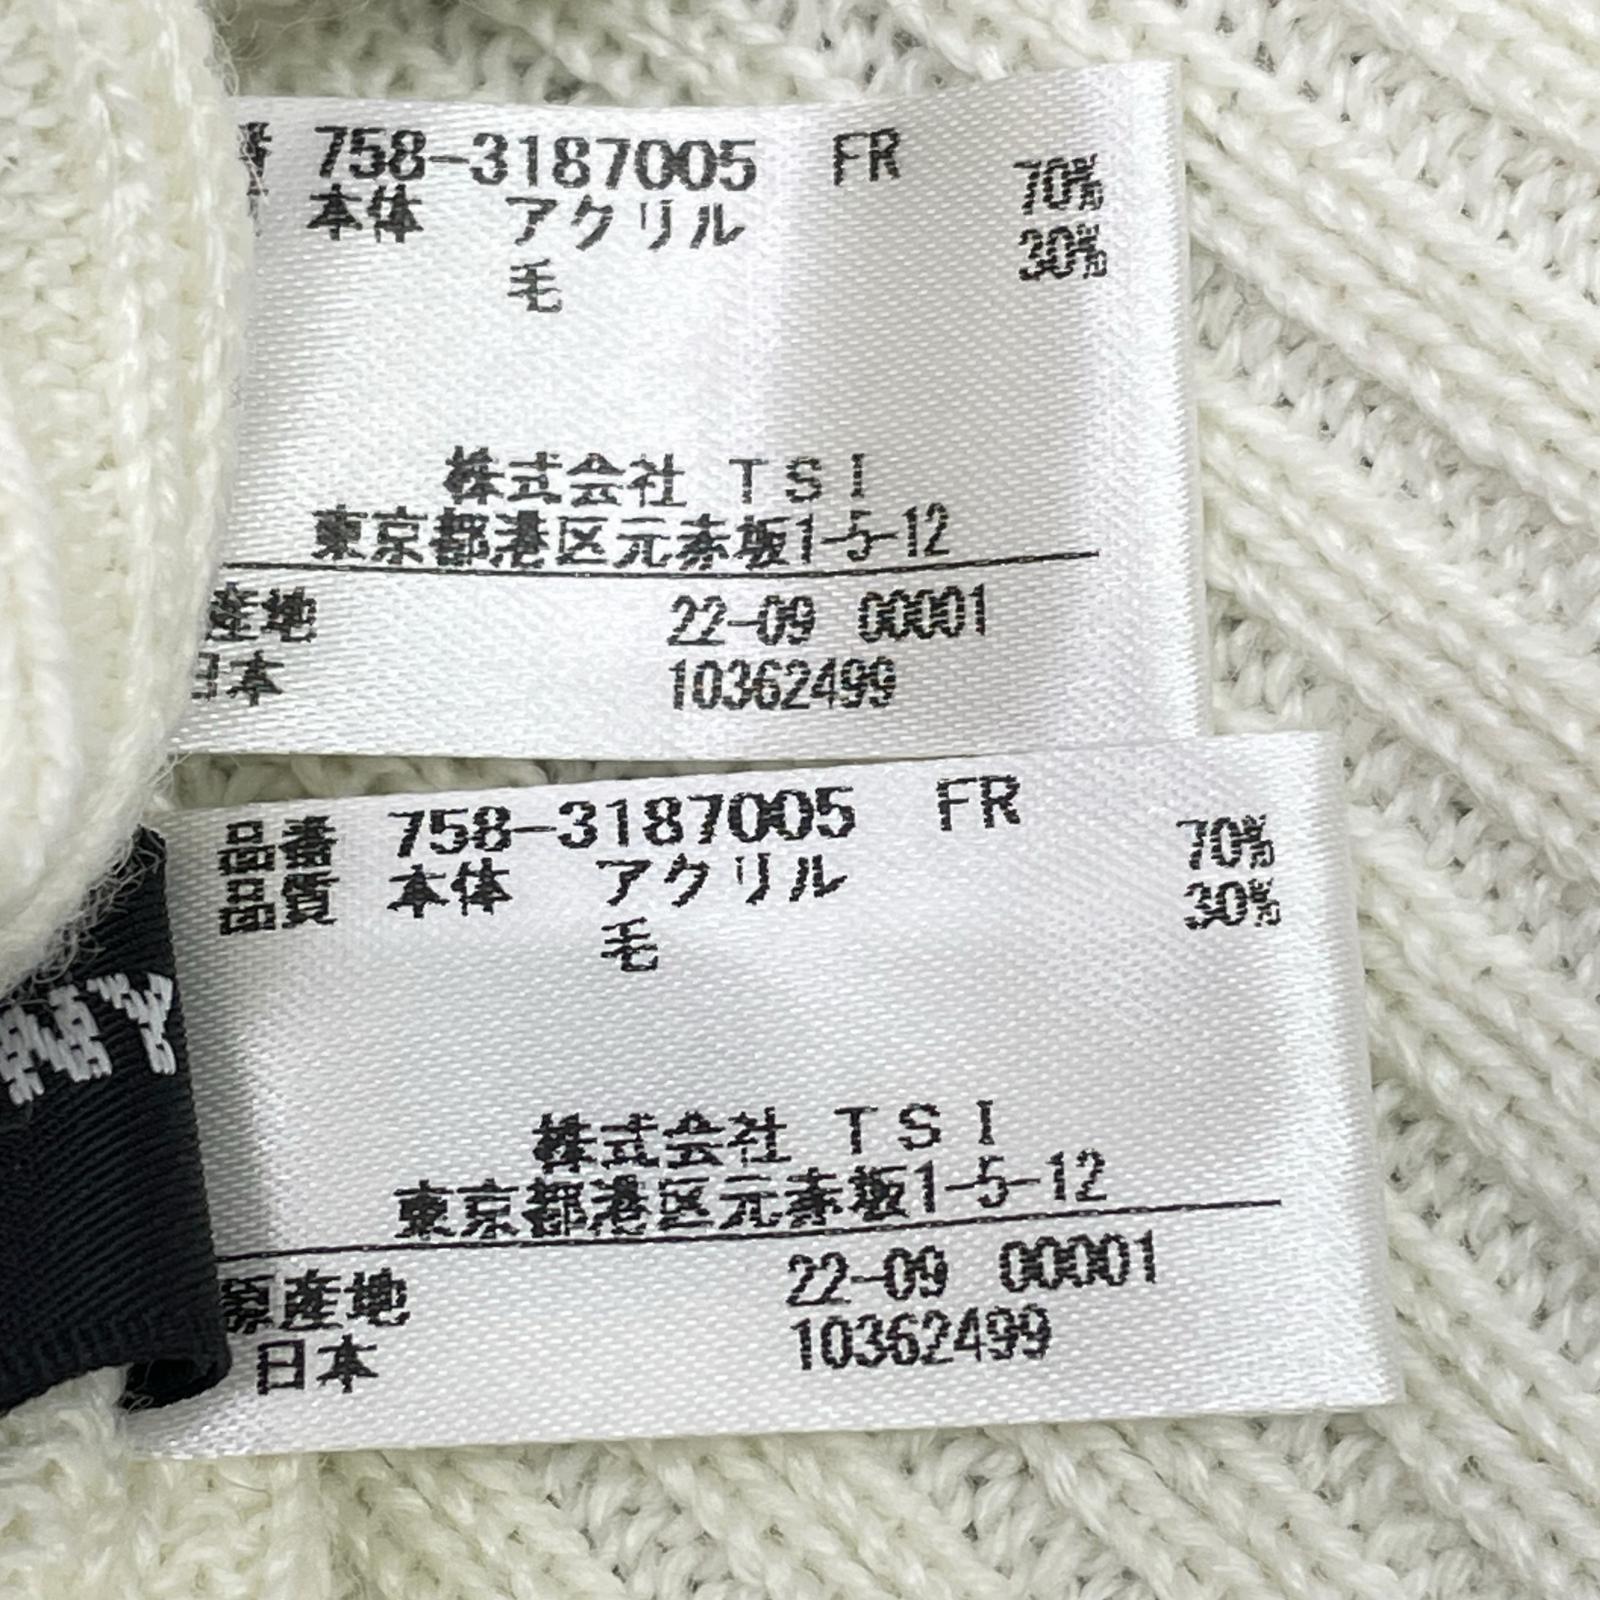 番 758-3187005 FR
本体 アクリル 70%
毛 30%
株式会社 TSI
東京都港区元赤坂1-5-12
産地 22-09 00001
日本 10362499
品番 758-3187005 FR
品質 本体 アクリル 70%
毛 30%
NY
株式会社 TSI
東京都港区元赤坂1-5-12
原産地 22-09 00001
日本 10362499